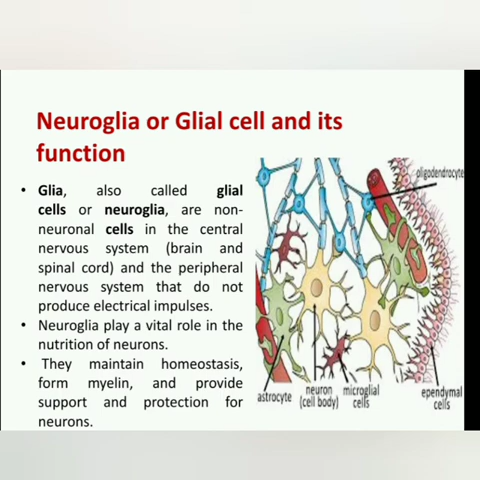 Neuroglia or Glial cell and its
function
• Glia, also called glial
cells or neuroglia, are non-
neuronal cells in the central
nervous system (brain and
spinal cord) and the peripheral
nervous system that do not
produce electrical impulses.
• Neuroglia play a vital role in the
nutrition of neurons.
• They maintain homeostasis,
form myelin, and provide
support and protection for
neurons.
oligodendrocyte
astrocyte
neuron
(cell body)
microglial
cells
ependymal
cells